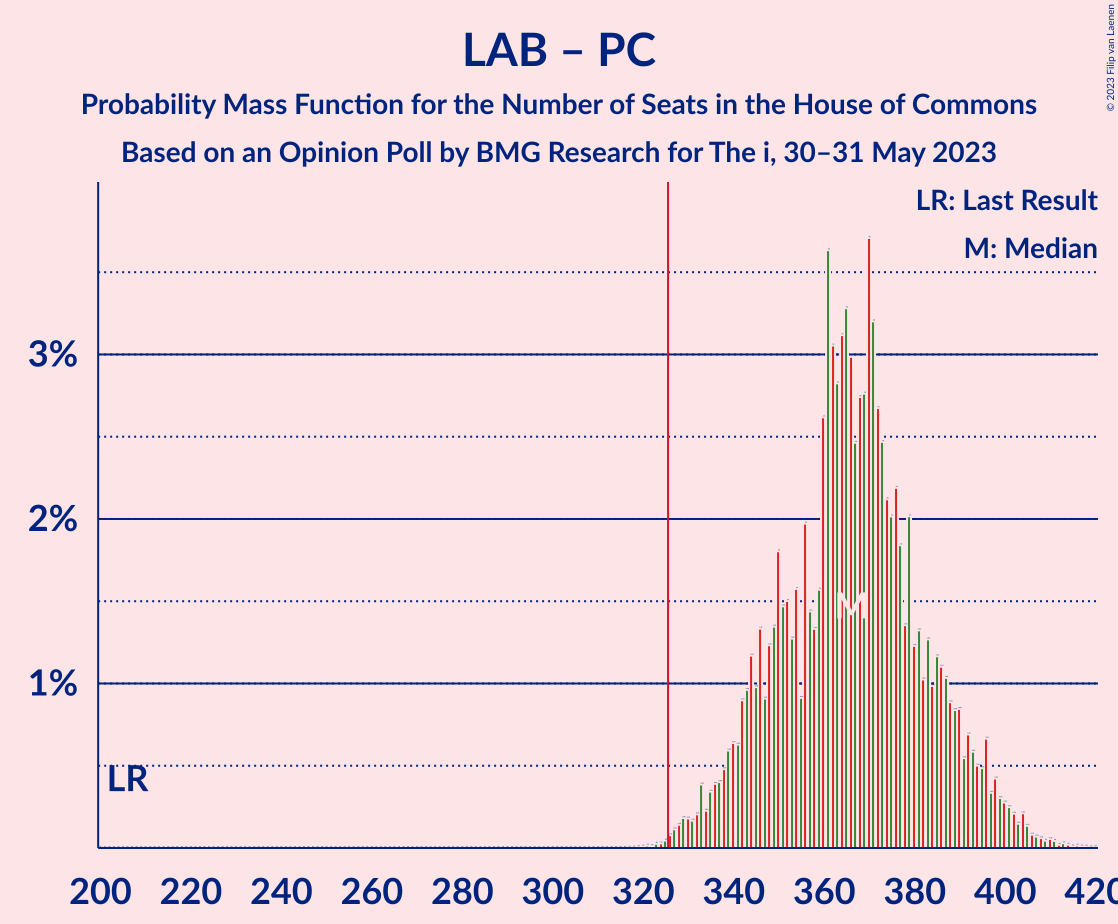 LAB – PC
Probability Mass Function for the Number of Seats in the House of Commons
Based on an Opinion Poll by BMG Research for The i, 30–31 May 2023
© 2023 Filip van Laenen
LR: Last Result
M: Median
3%
2%
1%
M
LR
200 220 240 260 280 300 320 340 360 380 400 420